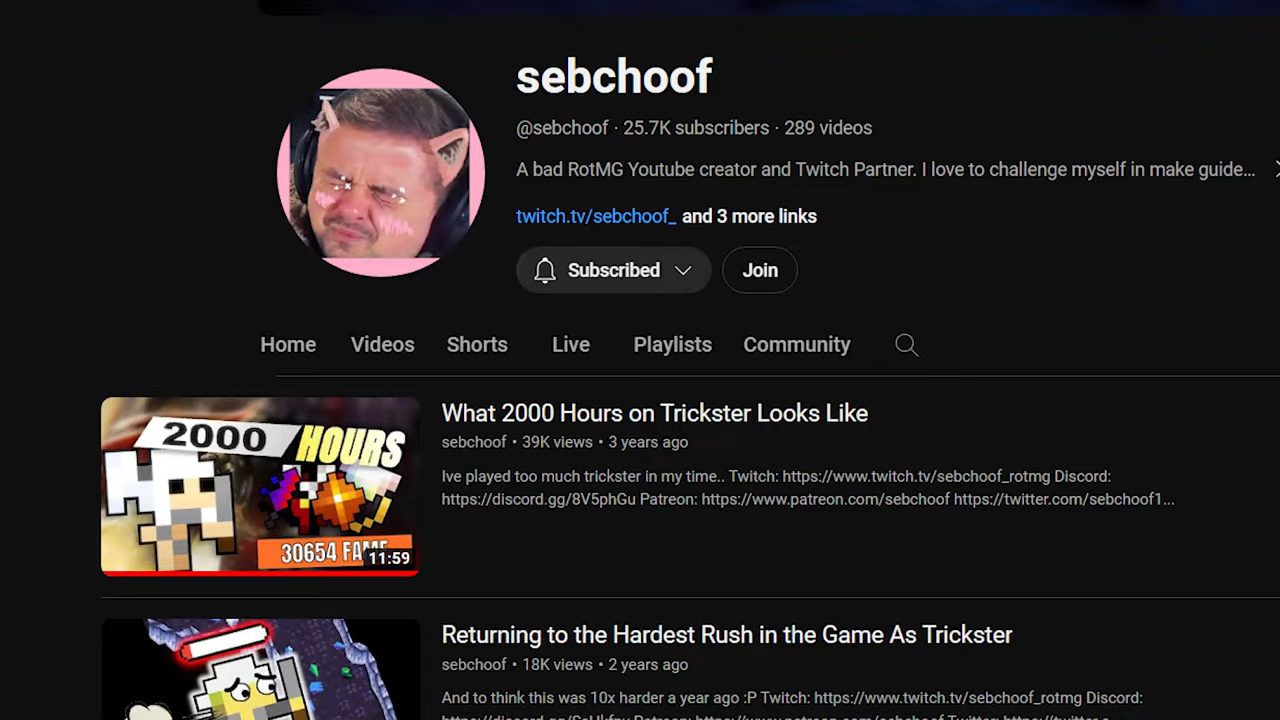 sebchoof
@sebchoof · 25.7K subscribers · 289 videos
A bad RotMG Youtube creator and Twitch Partner. I love to challenge myself in make guide...
twitch.tv/sebchoof_ and 3 more links
Subscribed
Join
Home
Videos
Shorts
Live
Playlists
Community
2000 HOURS
30654 FAME
11:59
What 2000 Hours on Trickster Looks Like
sebchoof • 39K views • 3 years ago
Ive played too much trickster in my time.. Twitch: https://www.twitch.tv/sebchoof_rotmg Discord:
https://discord.gg/8V5phGu Patreon: https://www.patreon.com/sebchoof https://twitter.com/sebchoof1...
Returning to the Hardest Rush in the Game As Trickster
sebchoof • 18K views • 2 years ago
And to think this was 10x harder a year ago :P Twitch: https://www.twitch.tv/sebchoof_rotmg Discord: